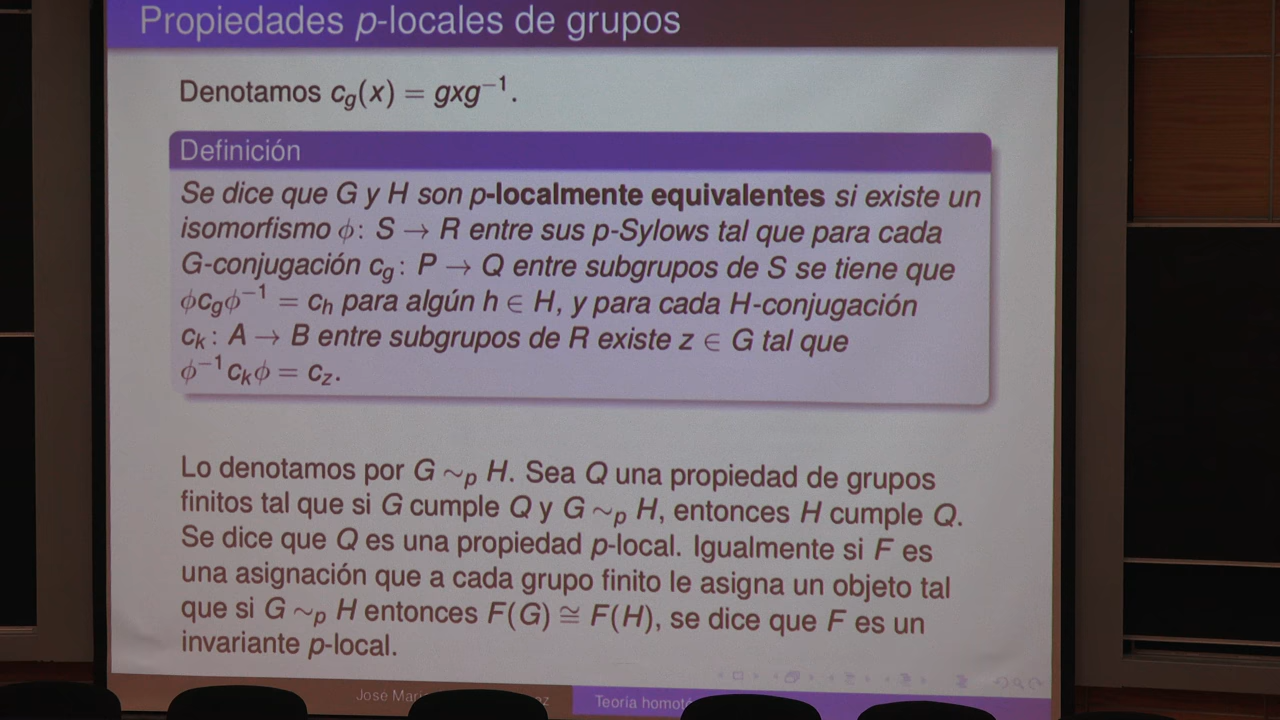 Propiedades p-locales de grupos
Denotamos c_g(x) = gxg⁻¹.
Definición
Se dice que G y H son p-localmente equivalentes si existe un
isomorfismo ϕ: S → R entre sus p-Sylows tal que para cada
G-conjugación c_g: P → Q entre subgrupos de S se tiene que
ϕc_gϕ⁻¹ = c_h para algún h ∈ H, y para cada H-conjugación
c_k: A → B entre subgrupos de R existe z ∈ G tal que
ϕ⁻¹c_kϕ = c_z.
Lo denotamos por G ∼_p H. Sea Q una propiedad de grupos
finitos tal que si G cumple Q y G ∼_p H, entonces H cumple Q.
Se dice que Q es una propiedad p-local. Igualmente si F es
una asignación que a cada grupo finito le asigna un objeto tal
que si G ∼_p H entonces F(G) ≅ F(H), se dice que F es un
invariante p-local.
José
Teoría